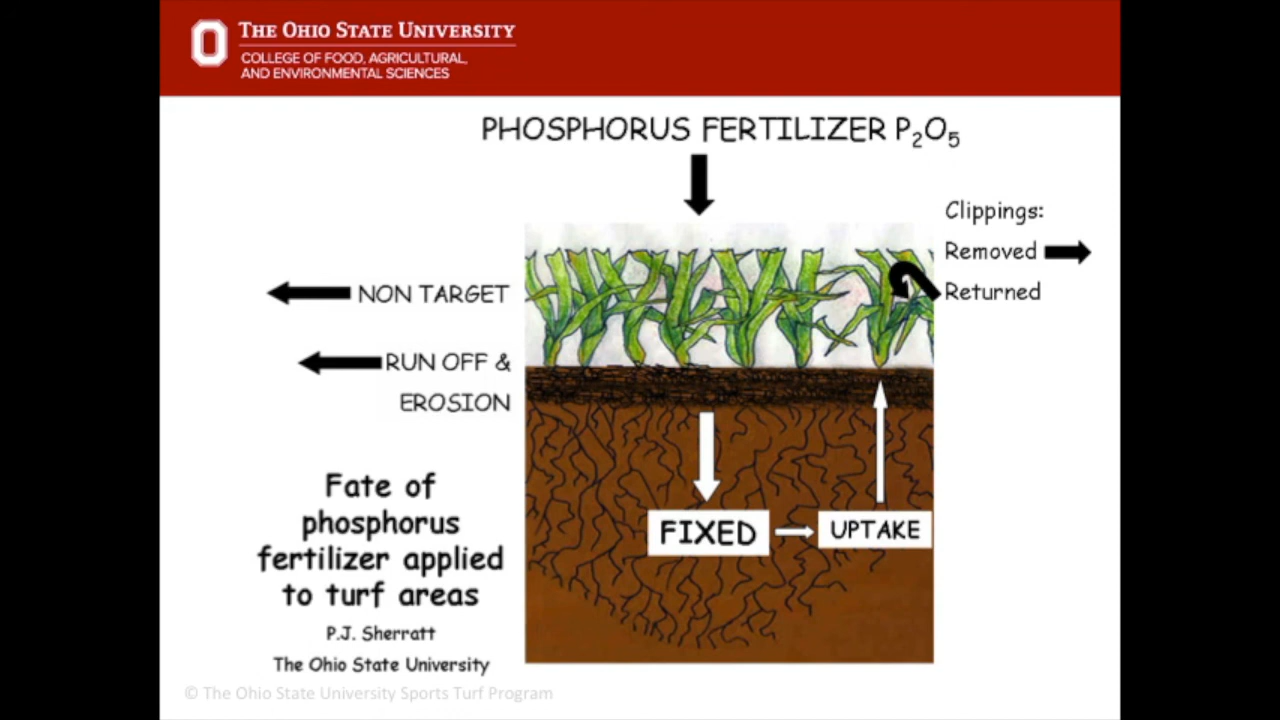 THE OHIO STATE UNIVERSITY
COLLEGE OF FOOD, AGRICULTURAL,
AND ENVIRONMENTAL SCIENCES
PHOSPHORUS FERTILIZER P₂O₅
Clippings:
Removed
Returned
NON TARGET
RUN OFF &
EROSION
FIXED
UPTAKE
Fate of
phosphorus
fertilizer applied
to turf areas
P.J. Sherratt
The Ohio State University
© The Ohio State University Sports Turf Program